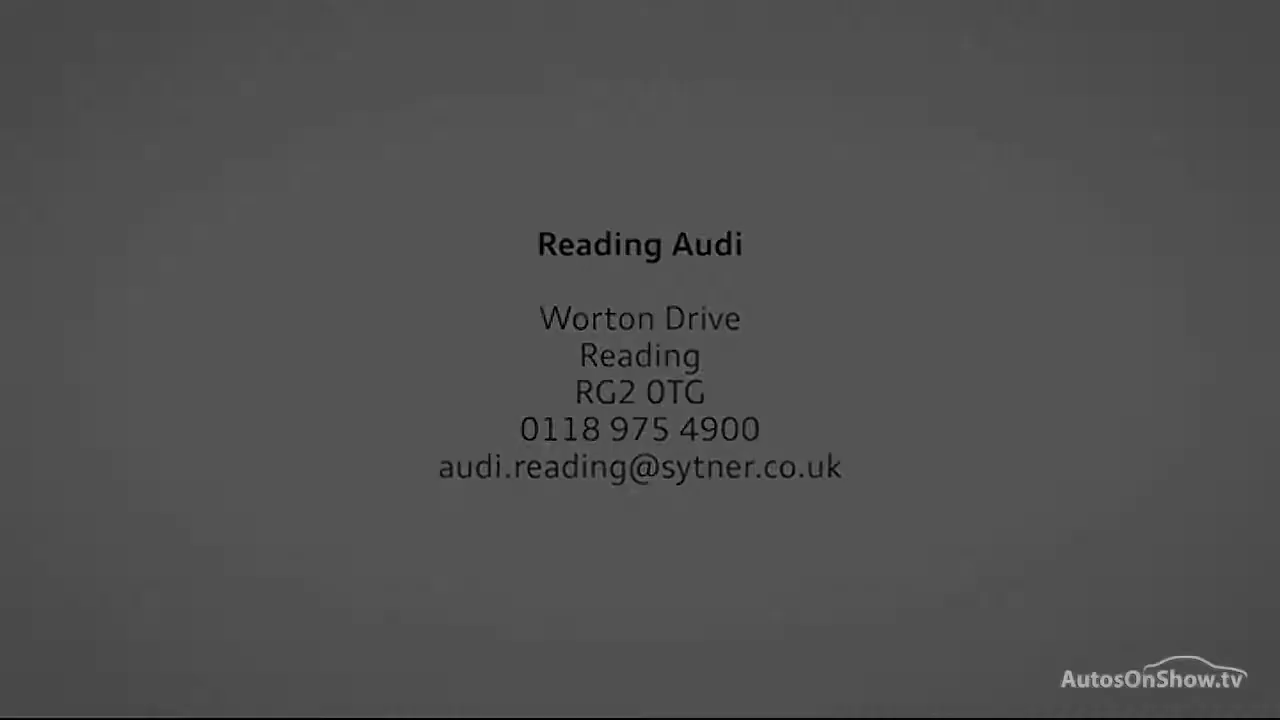 Reading Audi
Worton Drive
Reading
RG2 0TG
0118 975 4900
audi.reading@sytner.co.uk
AutosOnShow.tv